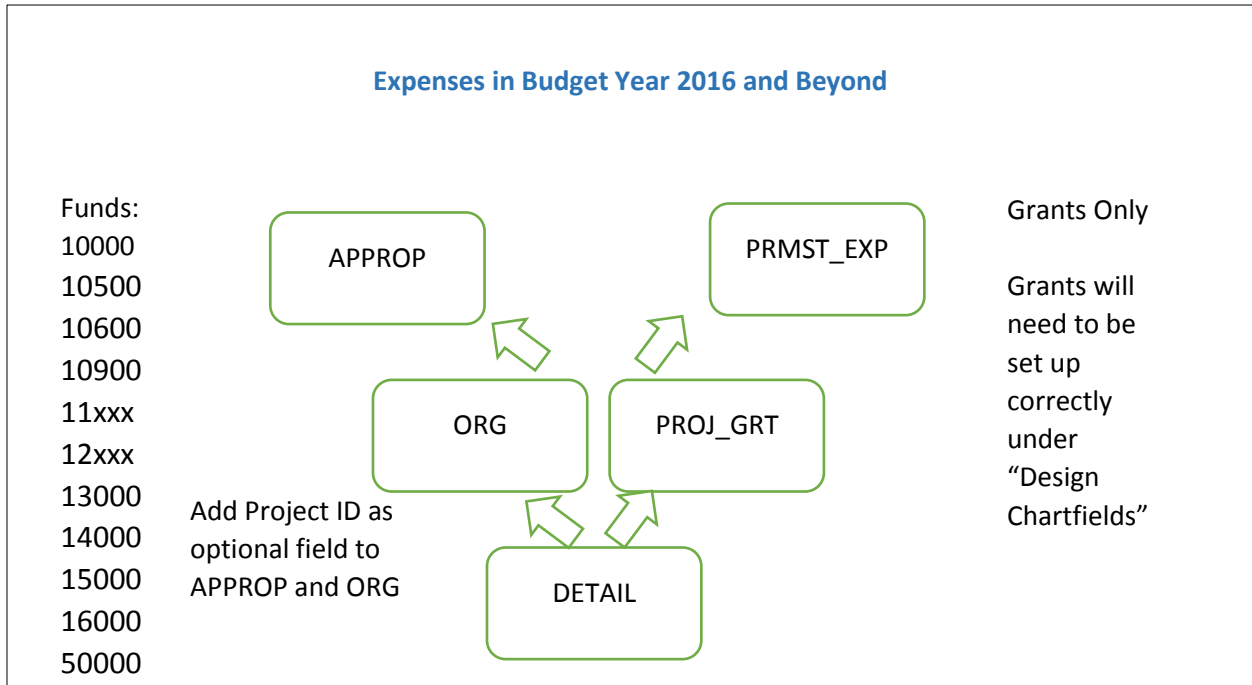 Expenses in Budget Year 2016 and Beyond
Funds:
10000
10500
10600
10900
11xxx
12xxx
13000
14000
15000
16000
50000
APPROP
PRMST_EXP
ORG
PROJ_GRT
Add Project ID as
optional field to
APPROP and ORG
DETAIL
Grants Only
Grants will
need to be
set up
correctly
under
“Design
Chartfields”